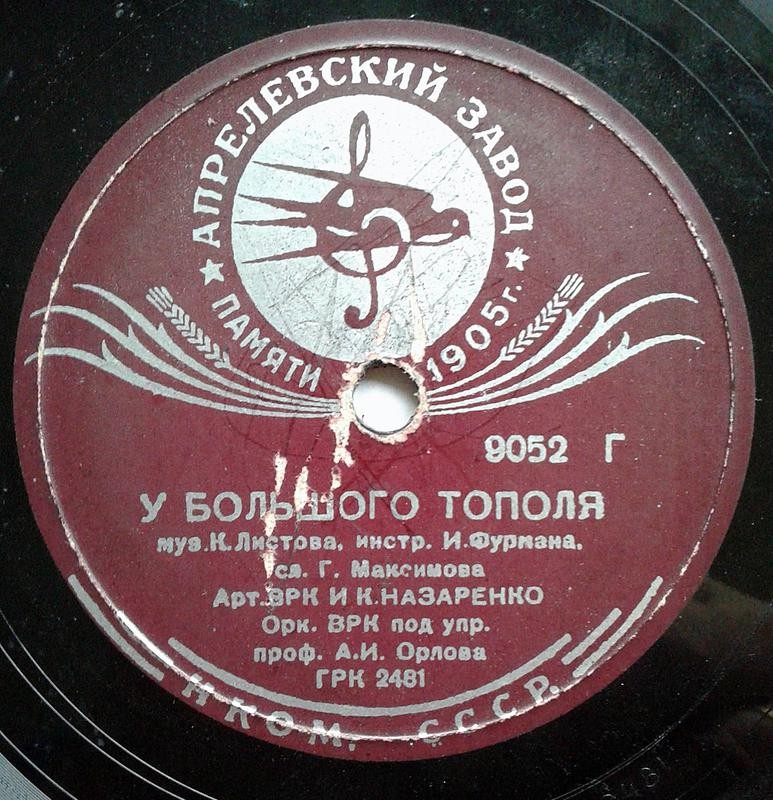 АПРЕЛЕВСКИЙ ЗАВОД
ПАМЯТИ 1905г.
9052 Г
У БОЛЬШОГО ТОПОЛЯ
муз.К.Листова, инстр. И.Фурмана,
сл. Г. Максимова
Арт.ВРК И К.НАЗАРЕНКО
Орк. ВРК под упр.
проф. А.И. Орлова
ГРК 2481
НКОМ. СССР.